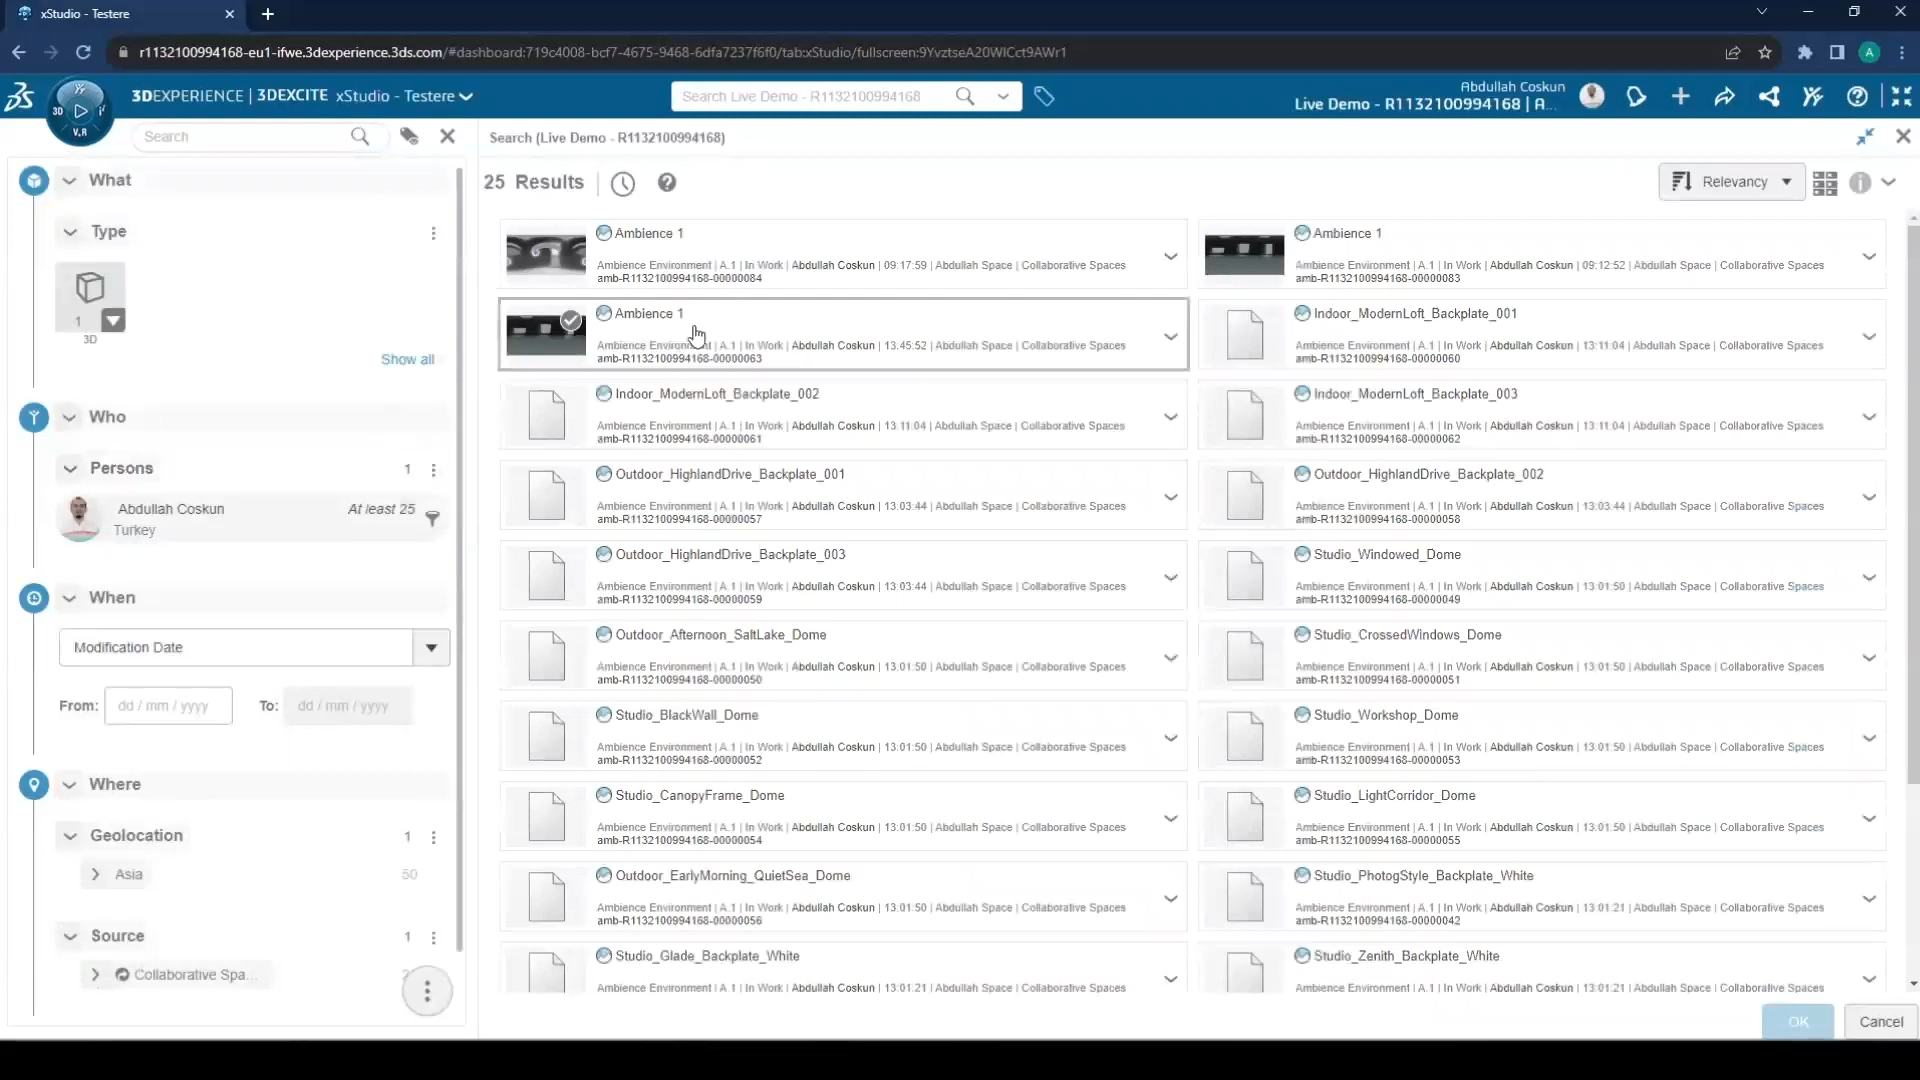 xStudio - Testere
r1132100994168-eu1-ifwe.3dexperience.3ds.com/#dashboard:719c4008-bcf7-4675-9468-6dfa7237f6f0/tab:xStudio/fullscreen:9YvztseA20WlCct9AWr1
A
3DEXPERIENCE | 3DEXCITE xStudio - Testere
3D
V.R
Search Live Demo - R1132100994168
Abdullah Coskun
Live Demo - R1132100994168 | A...
Search
Search (Live Demo - R1132100994168)
25 Results
Relevancy
What
Type
1
3D
Show all
Who
Persons 1
Abdullah Coskun At least 25
Turkey
When
Modification Date
From: dd / mm / yyyy To: dd / mm / yyyy
Where
Geolocation 1
Asia 50
Source 1
Collaborative Spa...
Ambience 1
Ambience Environment | A.1 | In Work | Abdullah Coskun | 09:17:59 | Abdullah Space | Collaborative Spaces
amb-R1132100994168-00000084
Ambience 1
Ambience Environment | A.1 | In Work | Abdullah Coskun | 09:12:52 | Abdullah Space | Collaborative Spaces
amb-R1132100994168-00000083
Ambience 1
Ambience Environment | A.1 | In Work | Abdullah Coskun | 13:45:52 | Abdullah Space | Collaborative Spaces
amb-R1132100994168-00000063
Indoor_ModernLoft_Backplate_001
Ambience Environment | A.1 | In Work | Abdullah Coskun | 13:11:04 | Abdullah Space | Collaborative Spaces
amb-R1132100994168-00000060
Indoor_ModernLoft_Backplate_002
Ambience Environment | A.1 | In Work | Abdullah Coskun | 13:11:04 | Abdullah Space | Collaborative Spaces
amb-R1132100994168-00000061
Indoor_ModernLoft_Backplate_003
Ambience Environment | A.1 | In Work | Abdullah Coskun | 13:11:04 | Abdullah Space | Collaborative Spaces
amb-R1132100994168-00000062
Outdoor_HighlandDrive_Backplate_001
Ambience Environment | A.1 | In Work | Abdullah Coskun | 13:03:44 | Abdullah Space | Collaborative Spaces
amb-R1132100994168-00000057
Outdoor_HighlandDrive_Backplate_002
Ambience Environment | A.1 | In Work | Abdullah Coskun | 13:03:44 | Abdullah Space | Collaborative Spaces
amb-R1132100994168-00000058
Outdoor_HighlandDrive_Backplate_003
Ambience Environment | A.1 | In Work | Abdullah Coskun | 13:03:44 | Abdullah Space | Collaborative Spaces
amb-R1132100994168-00000059
Studio_Windowed_Dome
Ambience Environment | A.1 | In Work | Abdullah Coskun | 13:01:50 | Abdullah Space | Collaborative Spaces
amb-R1132100994168-00000049
Outdoor_Afternoon_SaltLake_Dome
Ambience Environment | A.1 | In Work | Abdullah Coskun | 13:01:50 | Abdullah Space | Collaborative Spaces
amb-R1132100994168-00000050
Studio_CrossedWindows_Dome
Ambience Environment | A.1 | In Work | Abdullah Coskun | 13:01:50 | Abdullah Space | Collaborative Spaces
amb-R1132100994168-00000051
Studio_BlackWall_Dome
Ambience Environment | A.1 | In Work | Abdullah Coskun | 13:01:50 | Abdullah Space | Collaborative Spaces
amb-R1132100994168-00000052
Studio_Workshop_Dome
Ambience Environment | A.1 | In Work | Abdullah Coskun | 13:01:50 | Abdullah Space | Collaborative Spaces
amb-R1132100994168-00000053
Studio_CanopyFrame_Dome
Ambience Environment | A.1 | In Work | Abdullah Coskun | 13:01:50 | Abdullah Space | Collaborative Spaces
amb-R1132100994168-00000054
Studio_LightCorridor_Dome
Ambience Environment | A.1 | In Work | Abdullah Coskun | 13:01:50 | Abdullah Space | Collaborative Spaces
amb-R1132100994168-00000055
Outdoor_EarlyMorning_QuietSea_Dome
Ambience Environment | A.1 | In Work | Abdullah Coskun | 13:01:50 | Abdullah Space | Collaborative Spaces
amb-R1132100994168-00000056
Studio_PhotogStyle_Backplate_White
Ambience Environment | A.1 | In Work | Abdullah Coskun | 13:01:21 | Abdullah Space | Collaborative Spaces
amb-R1132100994168-00000042
Studio_Glade_Backplate_White
Ambience Environment | A.1 | In Work | Abdullah Coskun | 13:01:21 | Abdullah Space | Collaborative Spaces
Studio_Zenith_Backplate_White
Ambience Environment | A.1 | In Work | Abdullah Coskun | 13:01:21 | Abdullah Space | Collaborative Spaces
OK
Cancel